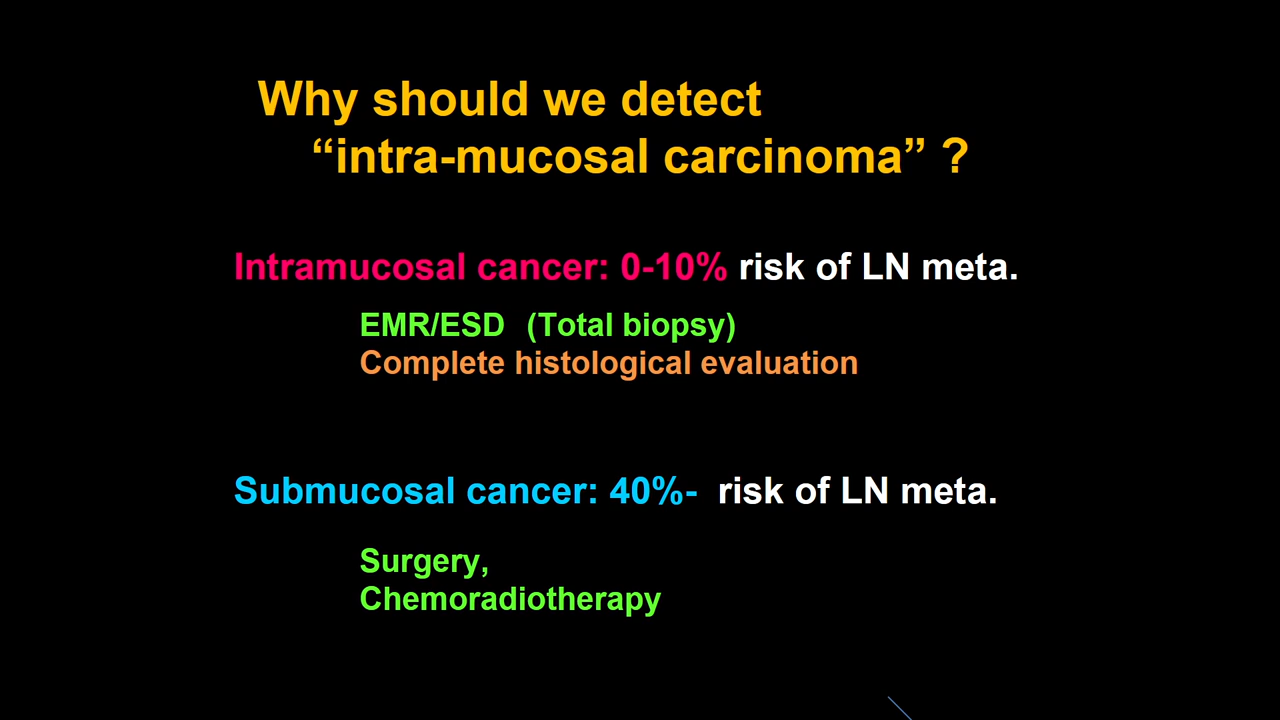 Why should we detect
“intra-mucosal carcinoma” ?
Intramucosal cancer: 0-10% risk of LN meta.
EMR/ESD (Total biopsy)
Complete histological evaluation
Submucosal cancer: 40%- risk of LN meta.
Surgery,
Chemoradiotherapy